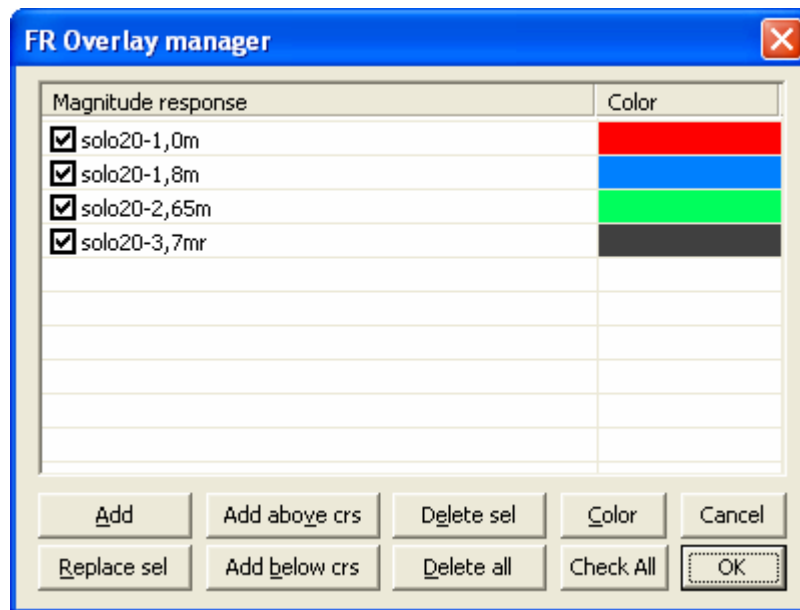 FR Overlay manager
Magnitude response Color
solo20-1,0m
solo20-1,8m
solo20-2,65m
solo20-3,7mr
Add Add above crs Delete sel Color Cancel
Replace sel Add below crs Delete all Check All OK